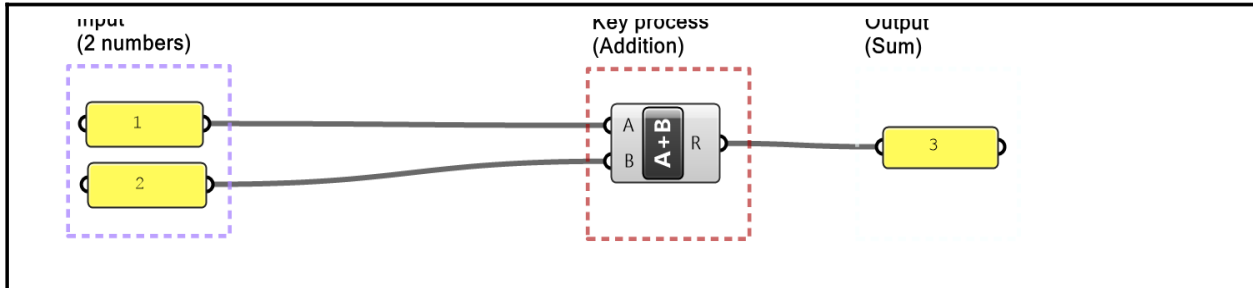 Input
(2 numbers)
Key process
(Addition)
Output
(Sum)
1
2
A
B
A+B
R
3